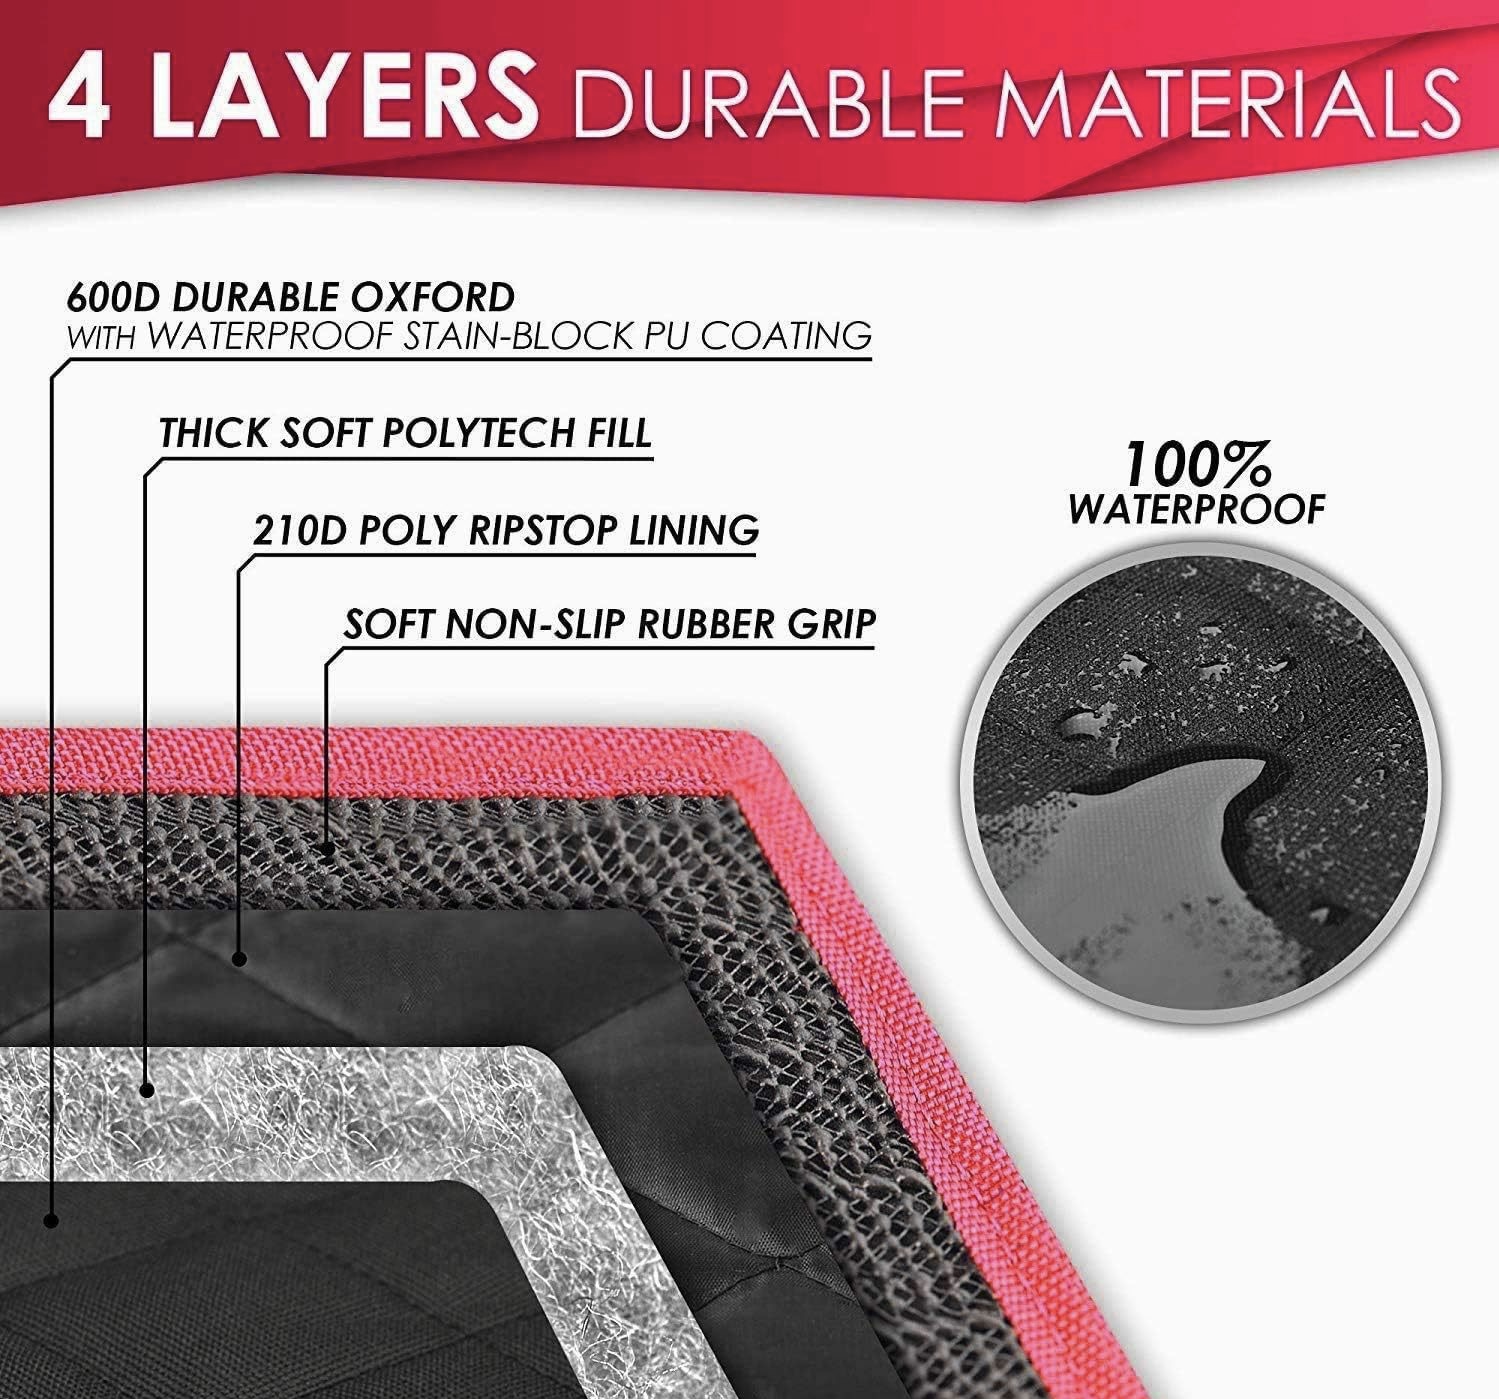 4 LAYERS DURABLE MATERIALS
600D DURABLE OXFORD
WITH WATERPROOF STAIN-BLOCK PU COATING
THICK SOFT POLYTECH FILL
210D POLY RIPSTOP LINING
SOFT NON-SLIP RUBBER GRIP
100%
WATERPROOF